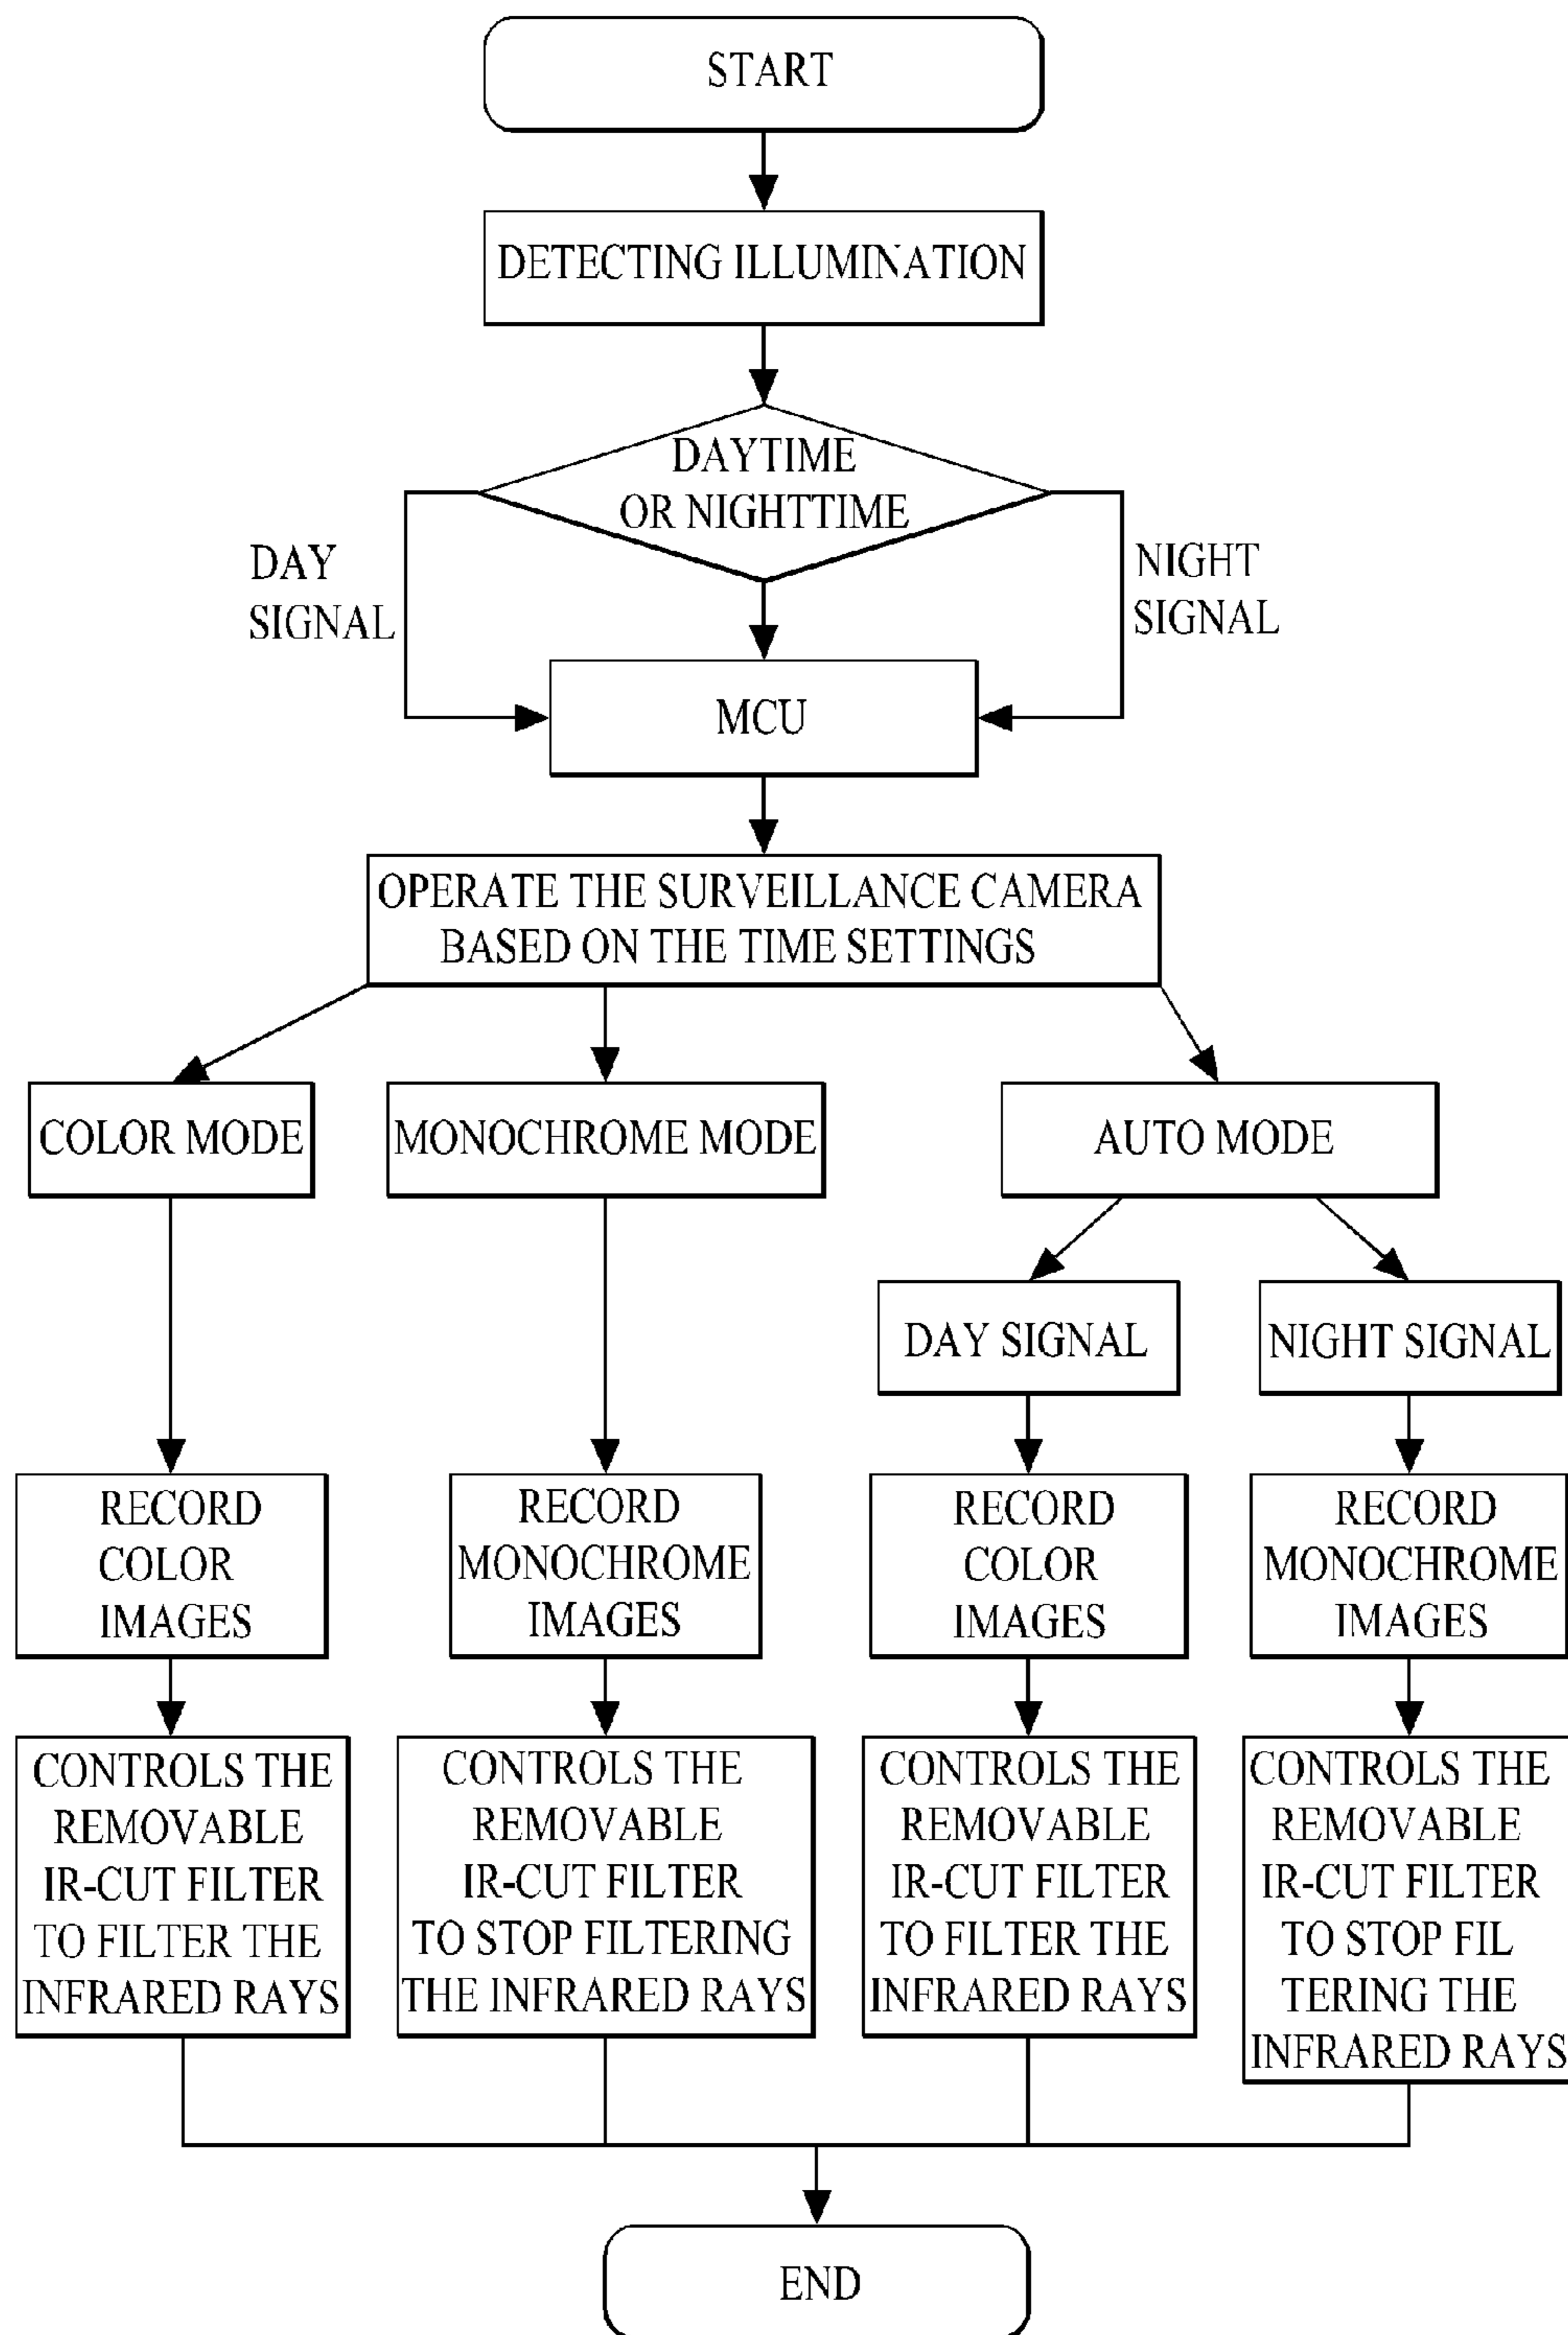 START
DETECTING ILLUMINATION
DAYTIME
OR NIGHTTIME
DAY
SIGNAL
NIGHT
SIGNAL
MCU
OPERATE THE SURVEILLANCE CAMERA
BASED ON THE TIME SETTINGS
COLOR MODE
MONOCHROME MODE
AUTO MODE
DAY SIGNAL
NIGHT SIGNAL
RECORD
COLOR
IMAGES
RECORD
MONOCHROME
IMAGES
RECORD
COLOR
IMAGES
RECORD
MONOCHROME
IMAGES
CONTROLS THE
REMOVABLE
IR-CUT FILTER
TO FILTER THE
INFRARED RAYS
CONTROLS THE
REMOVABLE
IR-CUT FILTER
TO STOP FILTERING
THE INFRARED RAYS
CONTROLS THE
REMOVABLE
IR-CUT FILTER
TO FILTER THE
INFRARED RAYS
CONTROLS THE
REMOVABLE
IR-CUT FILTER
TO STOP FIL
TERING THE
INFRARED RAYS
END